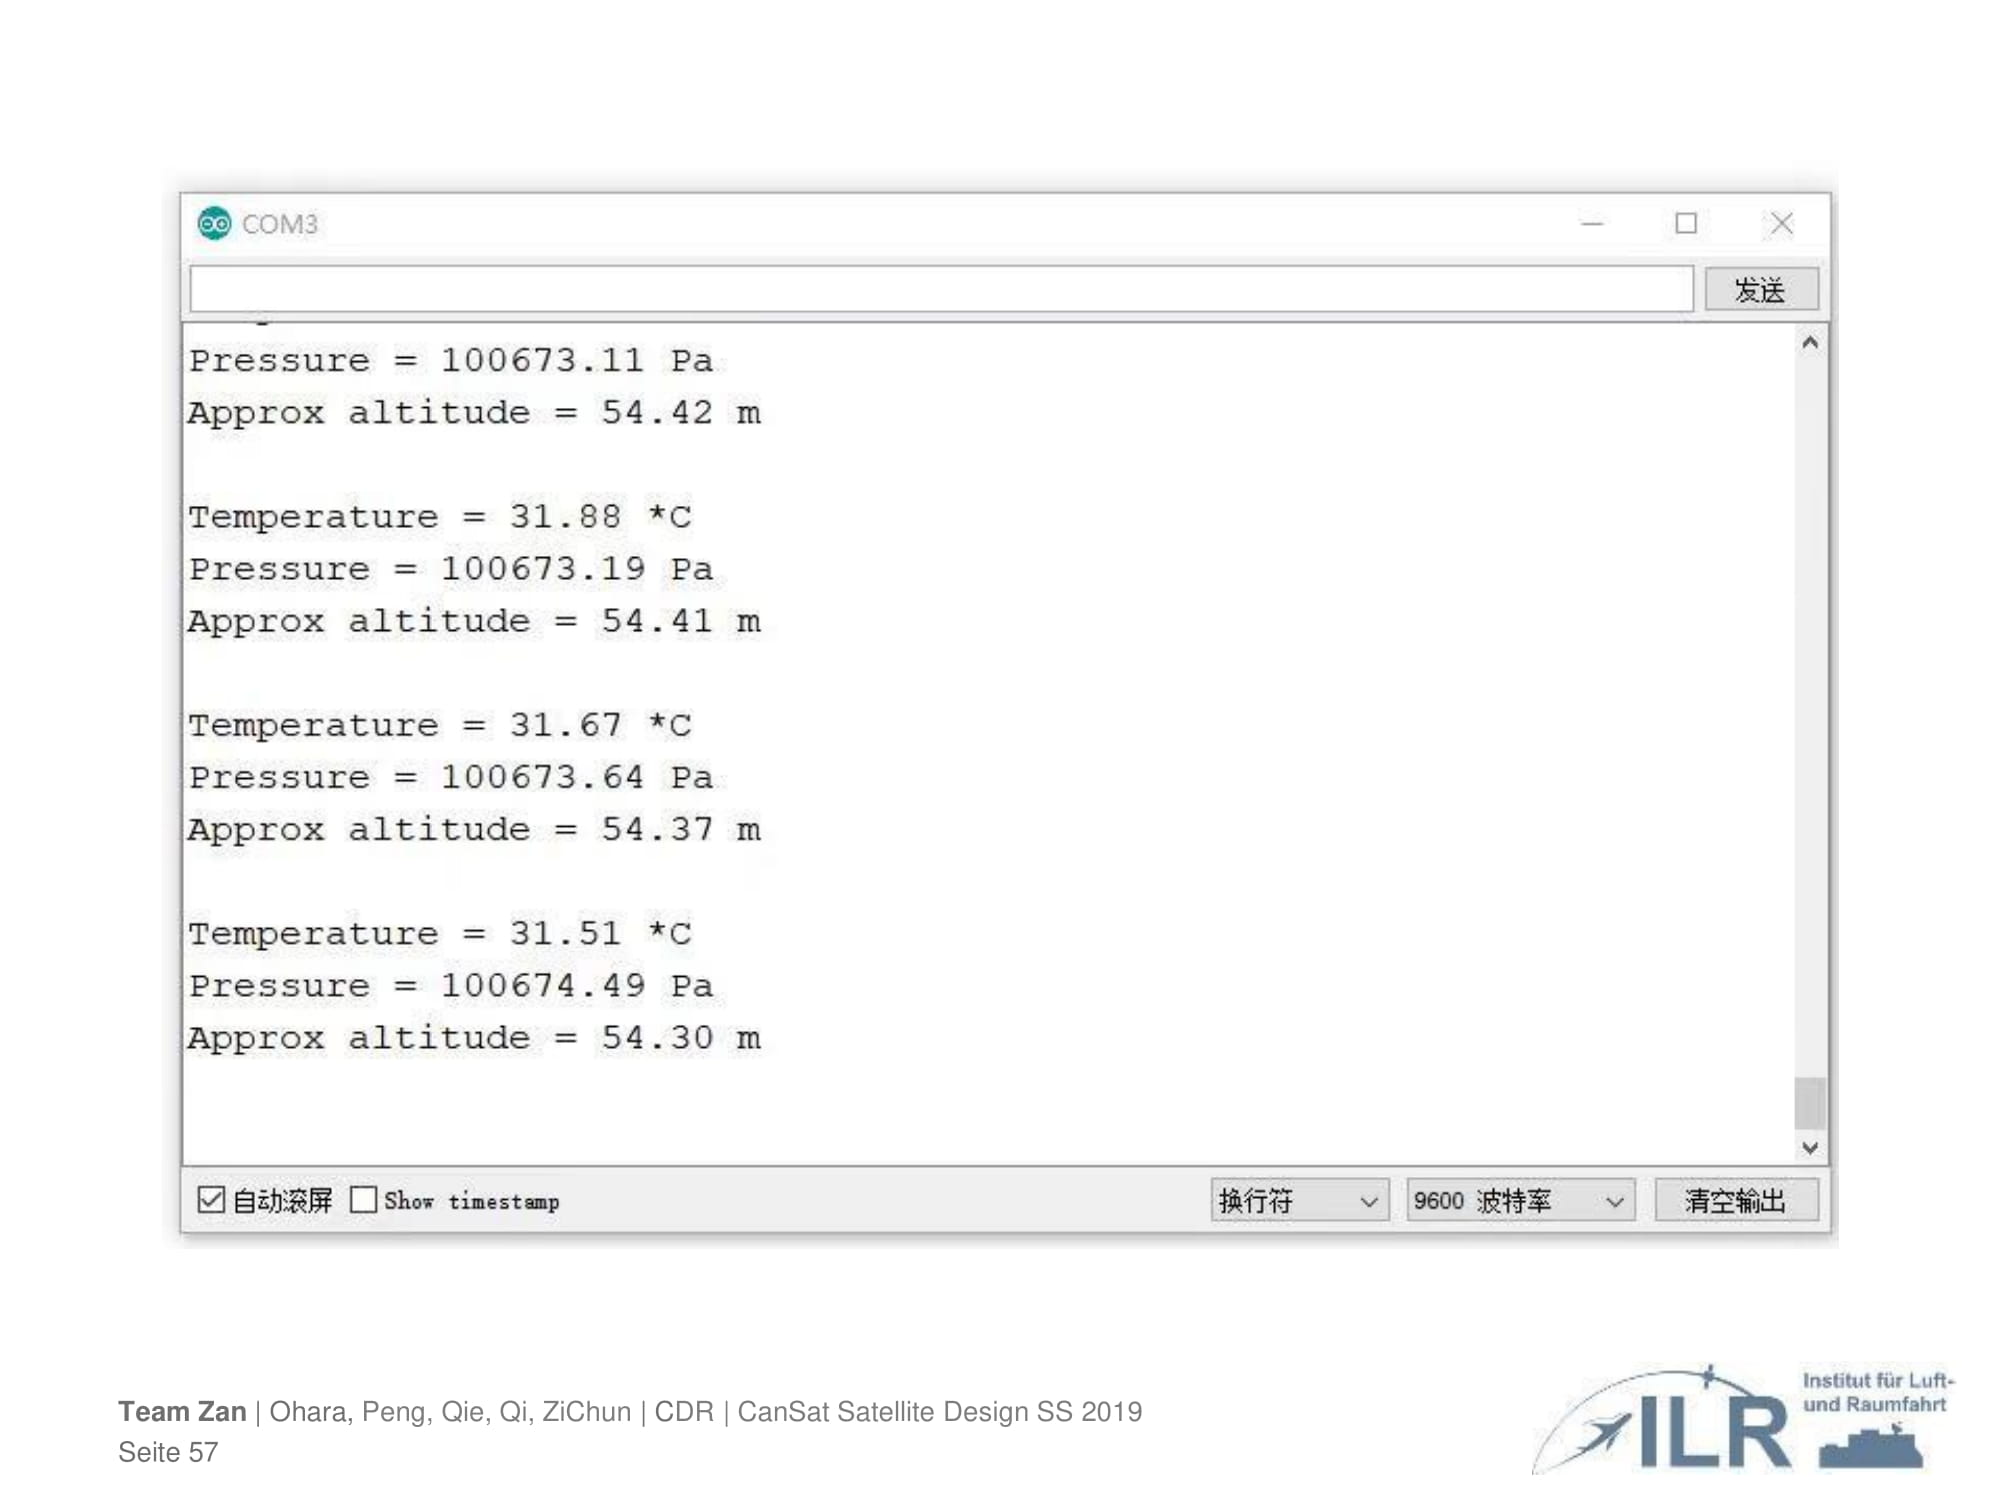 COM3
发送
Pressure = 100673.11 Pa
Approx altitude = 54.42 m
Temperature = 31.88 *C
Pressure = 100673.19 Pa
Approx altitude = 54.41 m
Temperature = 31.67 *C
Pressure = 100673.64 Pa
Approx altitude = 54.37 m
Temperature = 31.51 *C
Pressure = 100674.49 Pa
Approx altitude = 54.30 m
自动滚屏 Show timestamp 换行符 9600 波特率 清空输出
Team Zan | Ohara, Peng, Qie, Qi, ZiChun | CDR | CanSat Satellite Design SS 2019
Seite 57
ILR
Institut für Luft-
und Raumfahrt